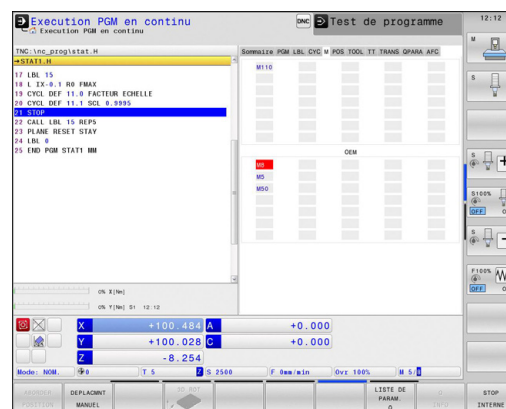 Execution PGM en continu
Execution PGM en continu
DNC
Test de programme
12:12
TNC:\nc_prog\stat.H
→STAT1.H
17 LBL 15
18 L IX-0.1 R0 FMAX
19 CYCL DEF 11.0 FACTEUR ECHELLE
20 CYCL DEF 11.1 SCL 0.9995
21 STOP
22 CALL LBL 15 REP5
23 PLANE RESET STAY
24 LBL 0
25 END PGM STAT1 MM
Sommaire PGM LBL CYC M POS TOOL TT TRANS QPARA AFC
M110
OEM
M8
M5
M50
M
S
S
S100%
OFF
S
F100%
OFF
0% X[Nm]
0% Y[Nm] S1 12:12
X +100.484 A +0.000
Y +100.028 C +0.000
Z -8.254
Mode: NOM. 0 T 5 Z S 2500 F 0mm/min Ovr 100% M 5/8
DEPLACMNT
MANUEL
3D ROT
LISTE DE
PARAM.
Q
INFO
STOP
INTERNE